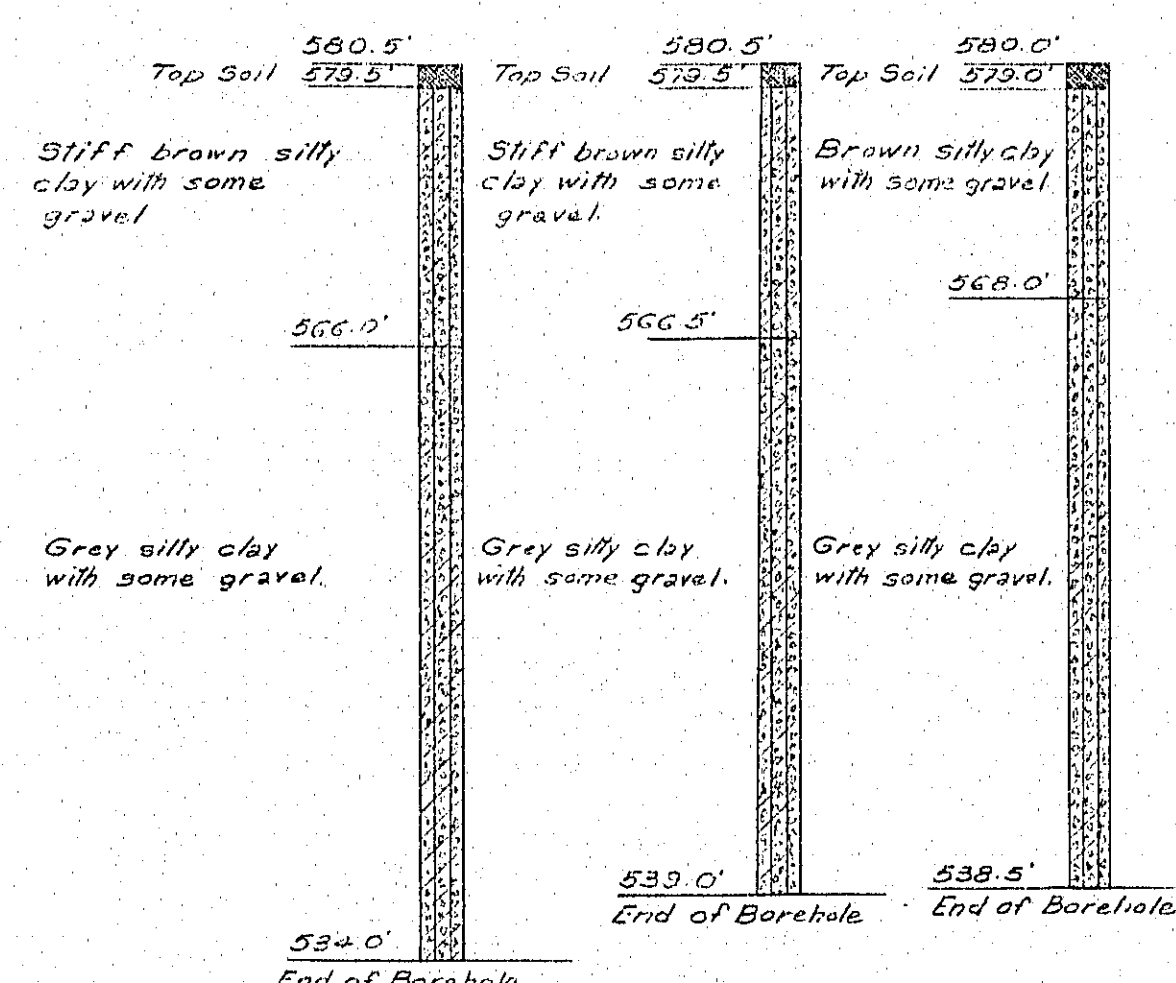 580.5'
Top Soil 579.5'
Stiff brown silty
clay with some
gravel
566.0'
Grey silty clay
with some gravel.
534.0'
End of Borehole
580.5'
Top Soil 579.5'
Stiff brown silty
clay with some
gravel.
566.5'
Grey silty clay
with some gravel.
539.0'
End of Borehole
580.0'
Top Soil 579.0'
Brown silty clay
with some gravel
568.0'
Grey silty clay
with some gravel.
538.5'
End of Borehole